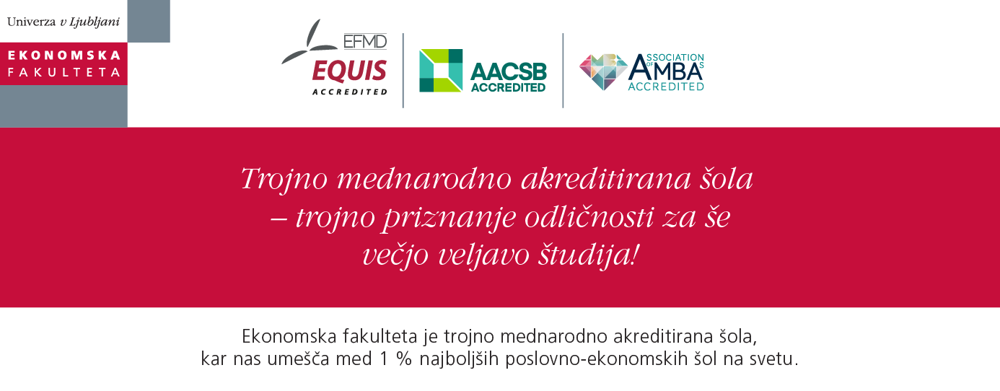 Univerza v Ljubljani
EKONOMSKA
FAKULTETA
EFMD
EQUIS
ACCREDITED
AACSB
ACCREDITED
ASSOCIATION
OF MBAS
ACCREDITED
Trojno mednarodno akreditirana šola
– trojno priznanje odličnosti za še
večjo veljavo študija!
Ekonomska fakulteta je trojno mednarodno akreditirana šola,
kar nas umešča med 1 % najboljših poslovno-ekonomskih šol na svetu.